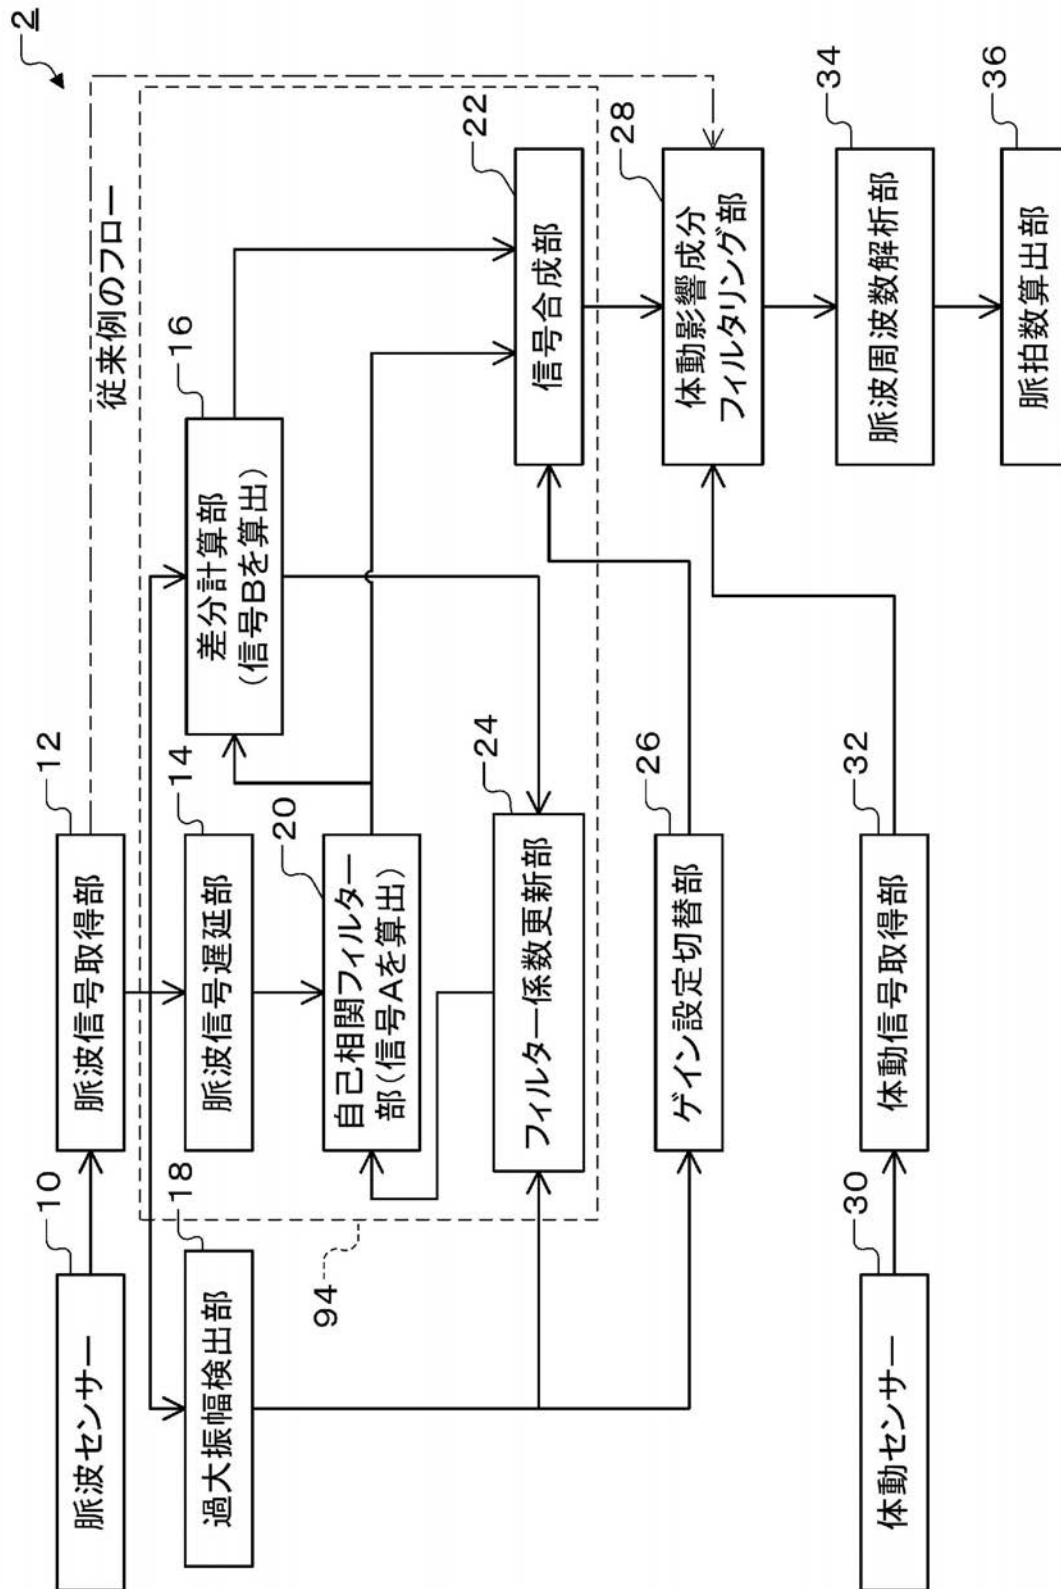 2
従来例のフロー
10
脈波センサー
12
脈波信号取得部
14
脈波信号遅延部
16
差分計算部
(信号Bを算出)
18
過大振幅検出部
20
自己相関フィルター
部(信号Aを算出)
22
信号合成部
24
フィルター係数更新部
94
26
ゲイン設定切替部
28
体動影響成分
フィルタリング部
30
体動センサー
32
体動信号取得部
34
脈波周波数解析部
36
脈拍数算出部